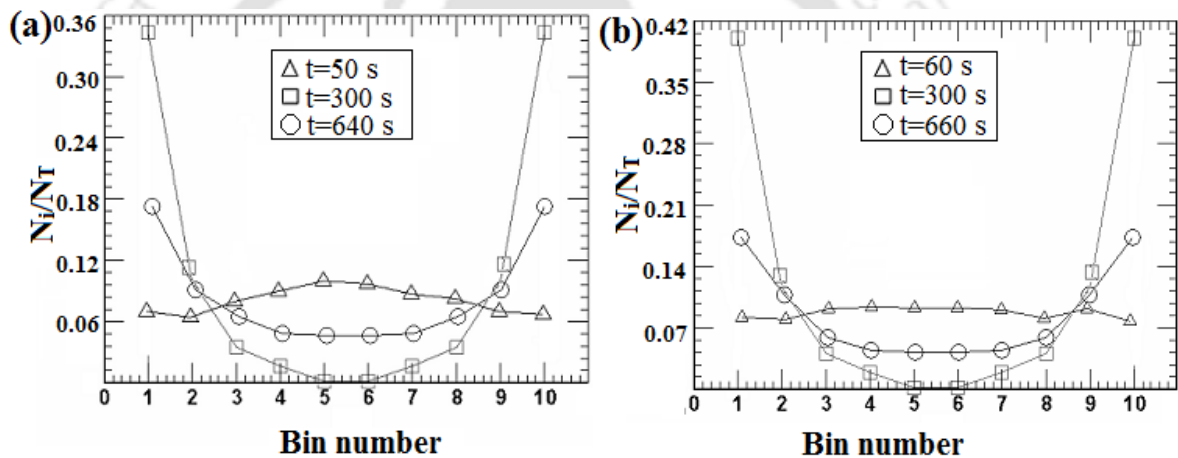 (a)
0.36
0.30
0.24
0.18
0.12
0.06
Ni/NT
△ t=50 s
□ t=300 s
○ t=640 s
0 1 2 3 4 5 6 7 8 9 10
Bin number
(b)
0.42
0.35
0.28
0.21
0.14
0.07
Ni/NT
△ t=60 s
□ t=300 s
○ t=660 s
0 1 2 3 4 5 6 7 8 9 10
Bin number